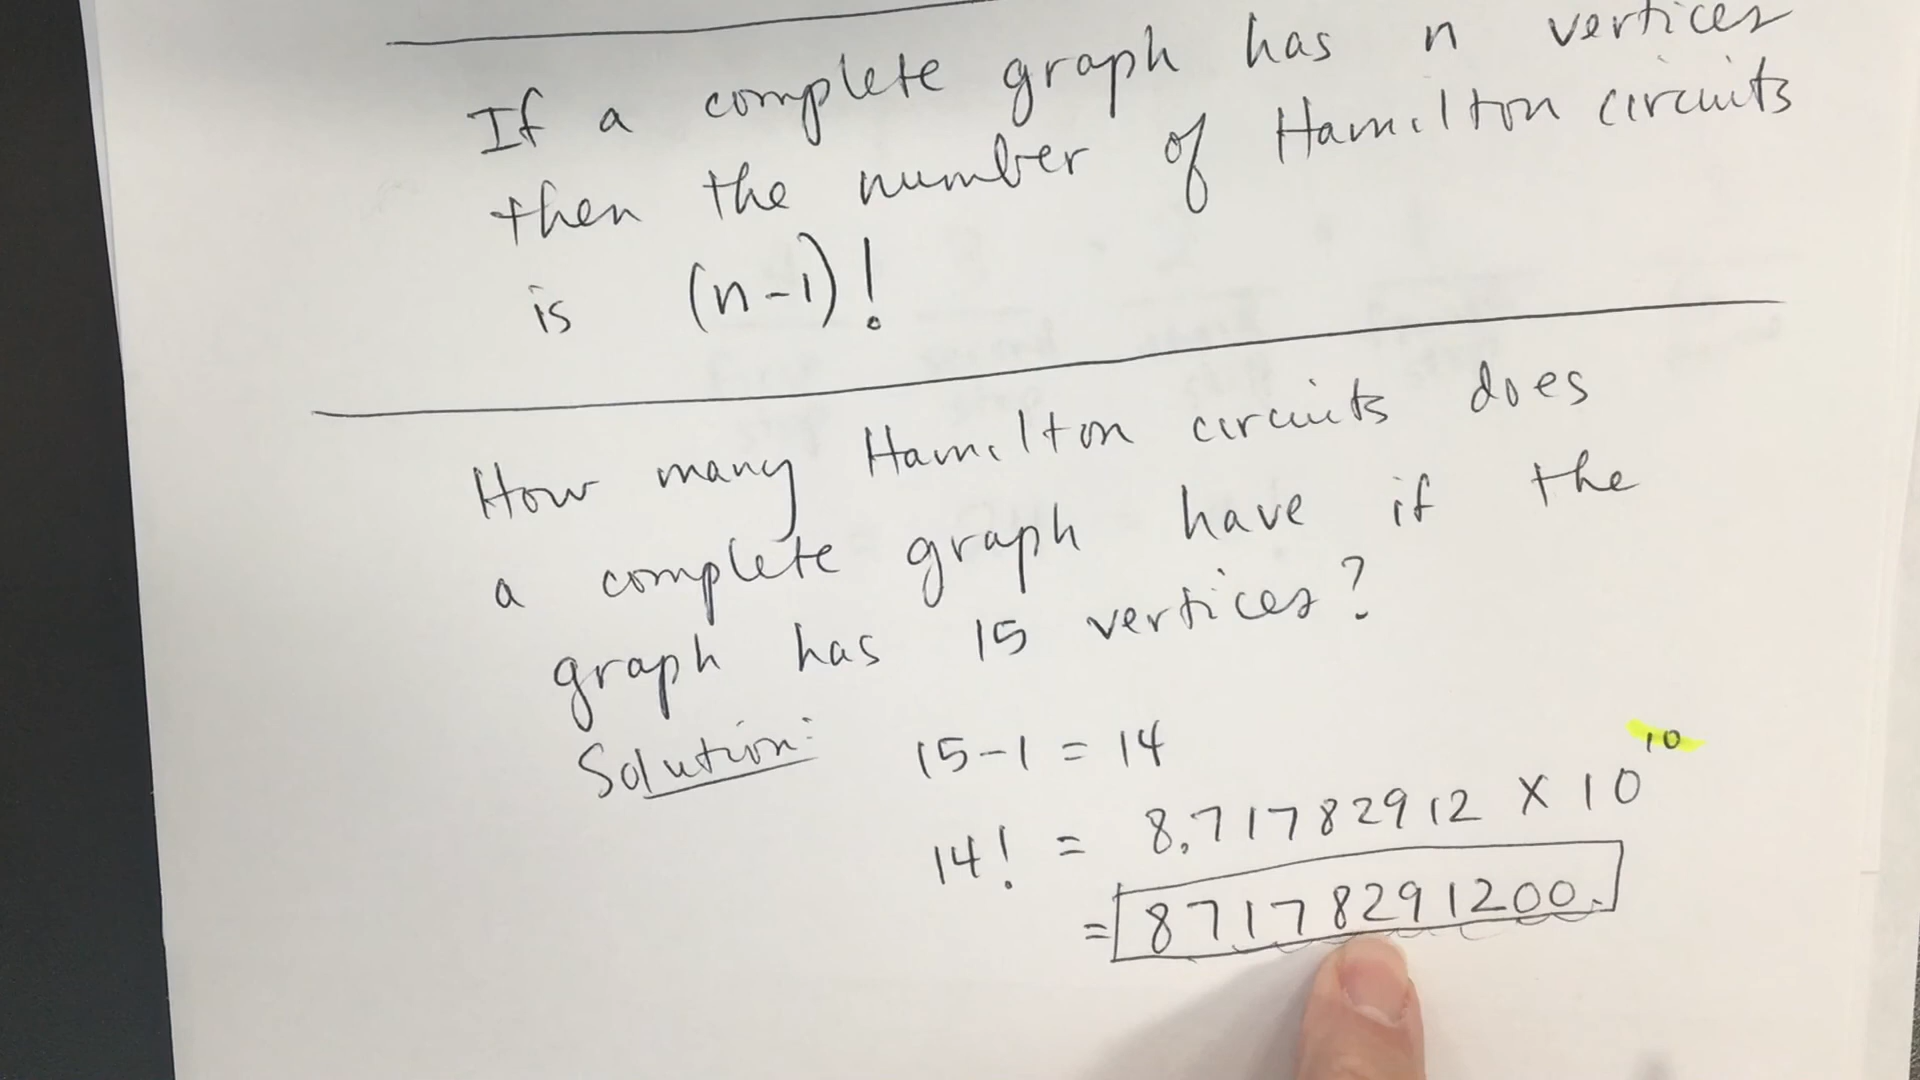 If a complete graph has n vertices
then the number of Hamilton circuits
is (n-1)!
How many Hamilton circuits does
a complete graph have if the
graph has 15 vertices?
Solution: 15-1 = 14
14! = 8.71782912 x 10^10
= 87178291200.